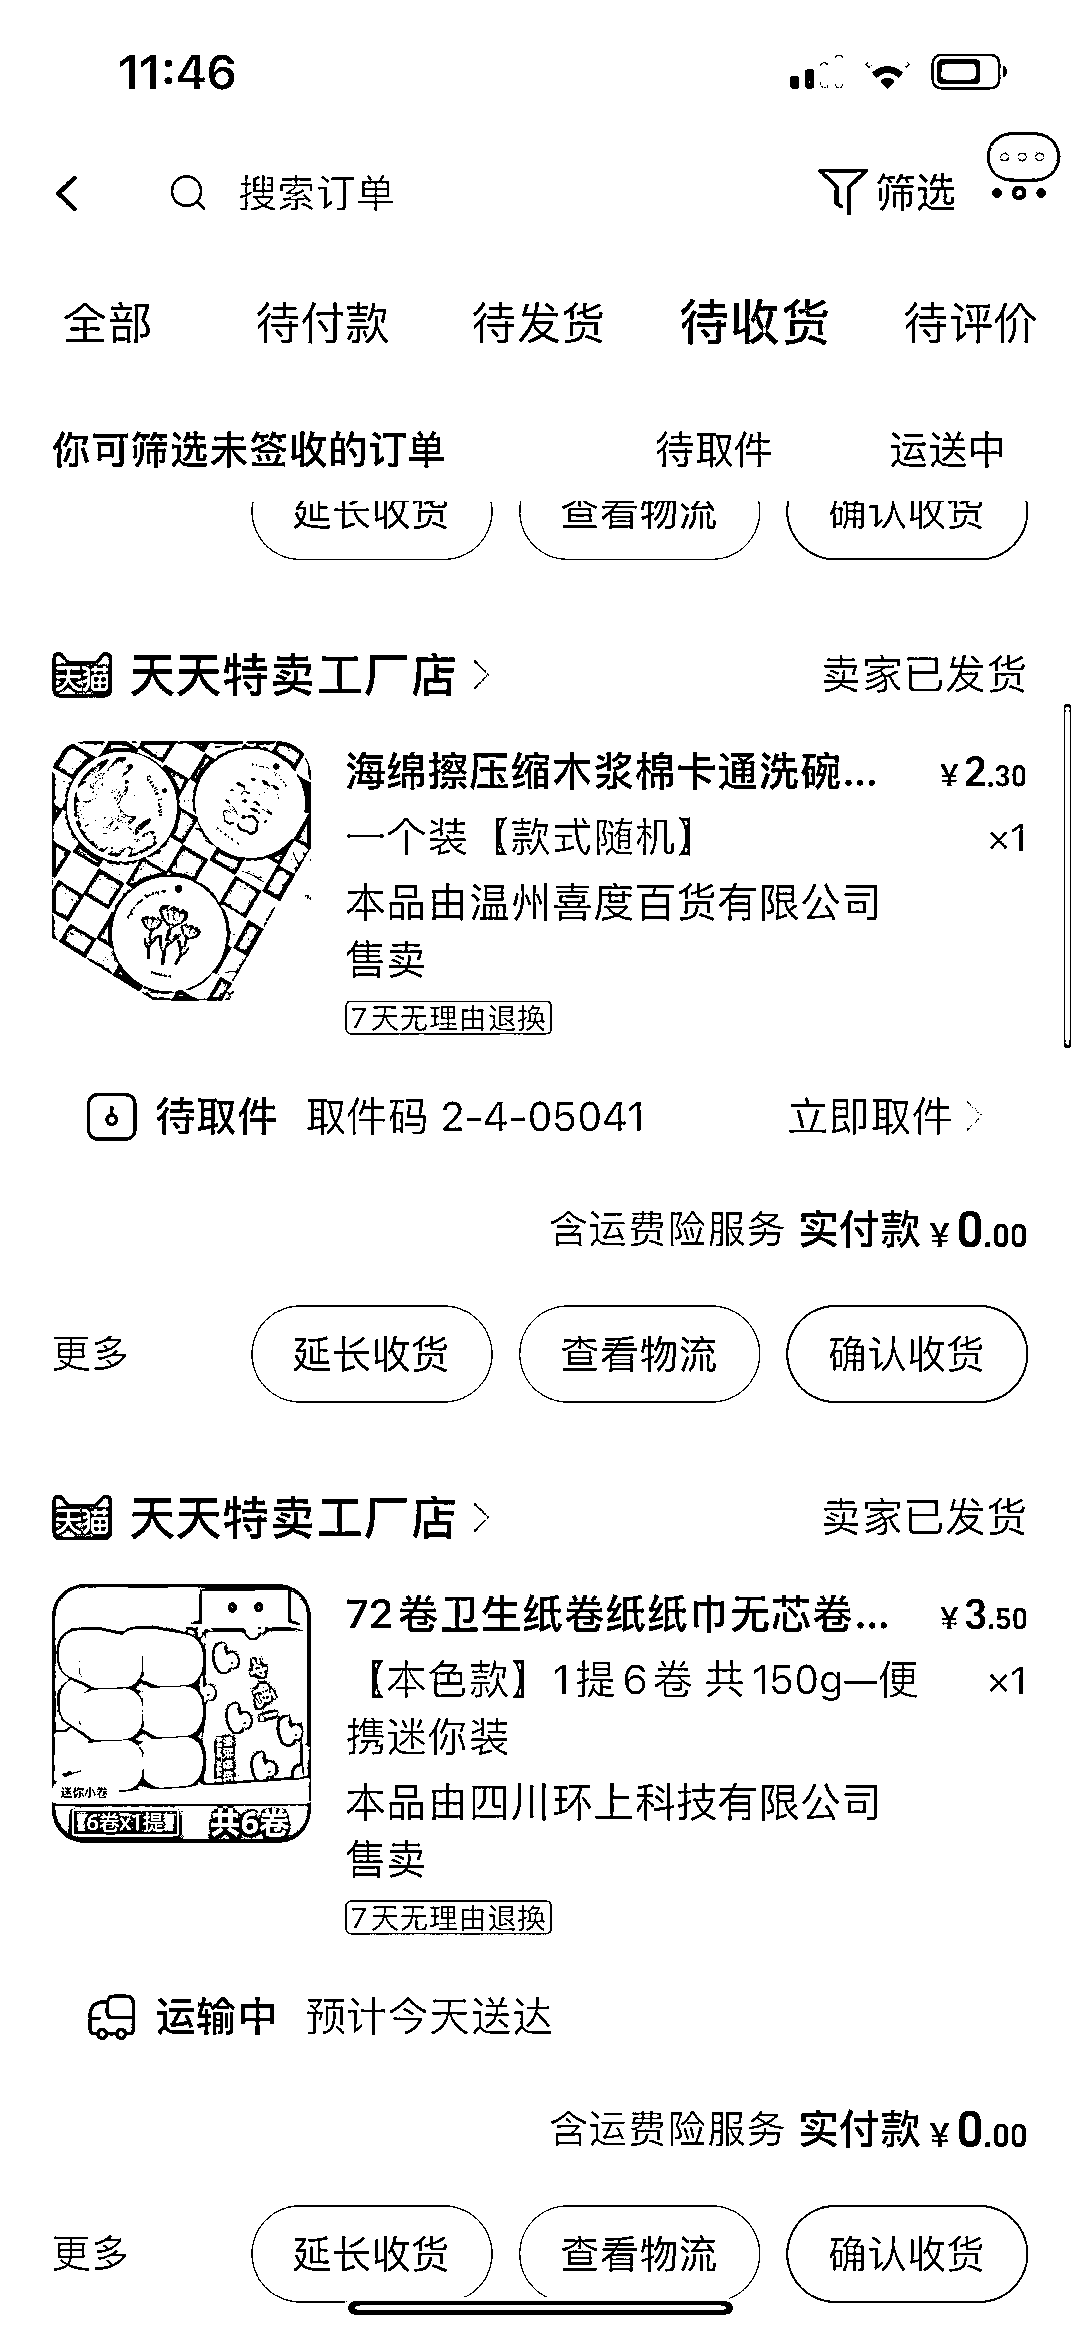 11:46
搜索订单 筛选
全部 待付款 待发货 待收货 待评价
你可筛选未签收的订单 待取件 运送中
延长收货 查看物流 确认收货
天猫 天天特卖工厂店 卖家已发货
海绵擦压缩木浆棉卡通洗碗... ¥2.30
一个装【款式随机】 ×1
本品由温州喜度百货有限公司
售卖
7天无理由退换
待取件 取件码 2-4-05041 立即取件
含运费险服务 实付款 ¥0.00
更多 延长收货 查看物流 确认收货
天猫 天天特卖工厂店 卖家已发货
72卷卫生纸卷纸纸巾无芯卷... ¥3.50
【本色款】1提6卷 共150g—便 ×1
携迷你装
送你小卷
【6卷X1提】 共6卷
本品由四川环上科技有限公司
售卖
7天无理由退换
运输中 预计今天送达
含运费险服务 实付款 ¥0.00
更多 延长收货 查看物流 确认收货